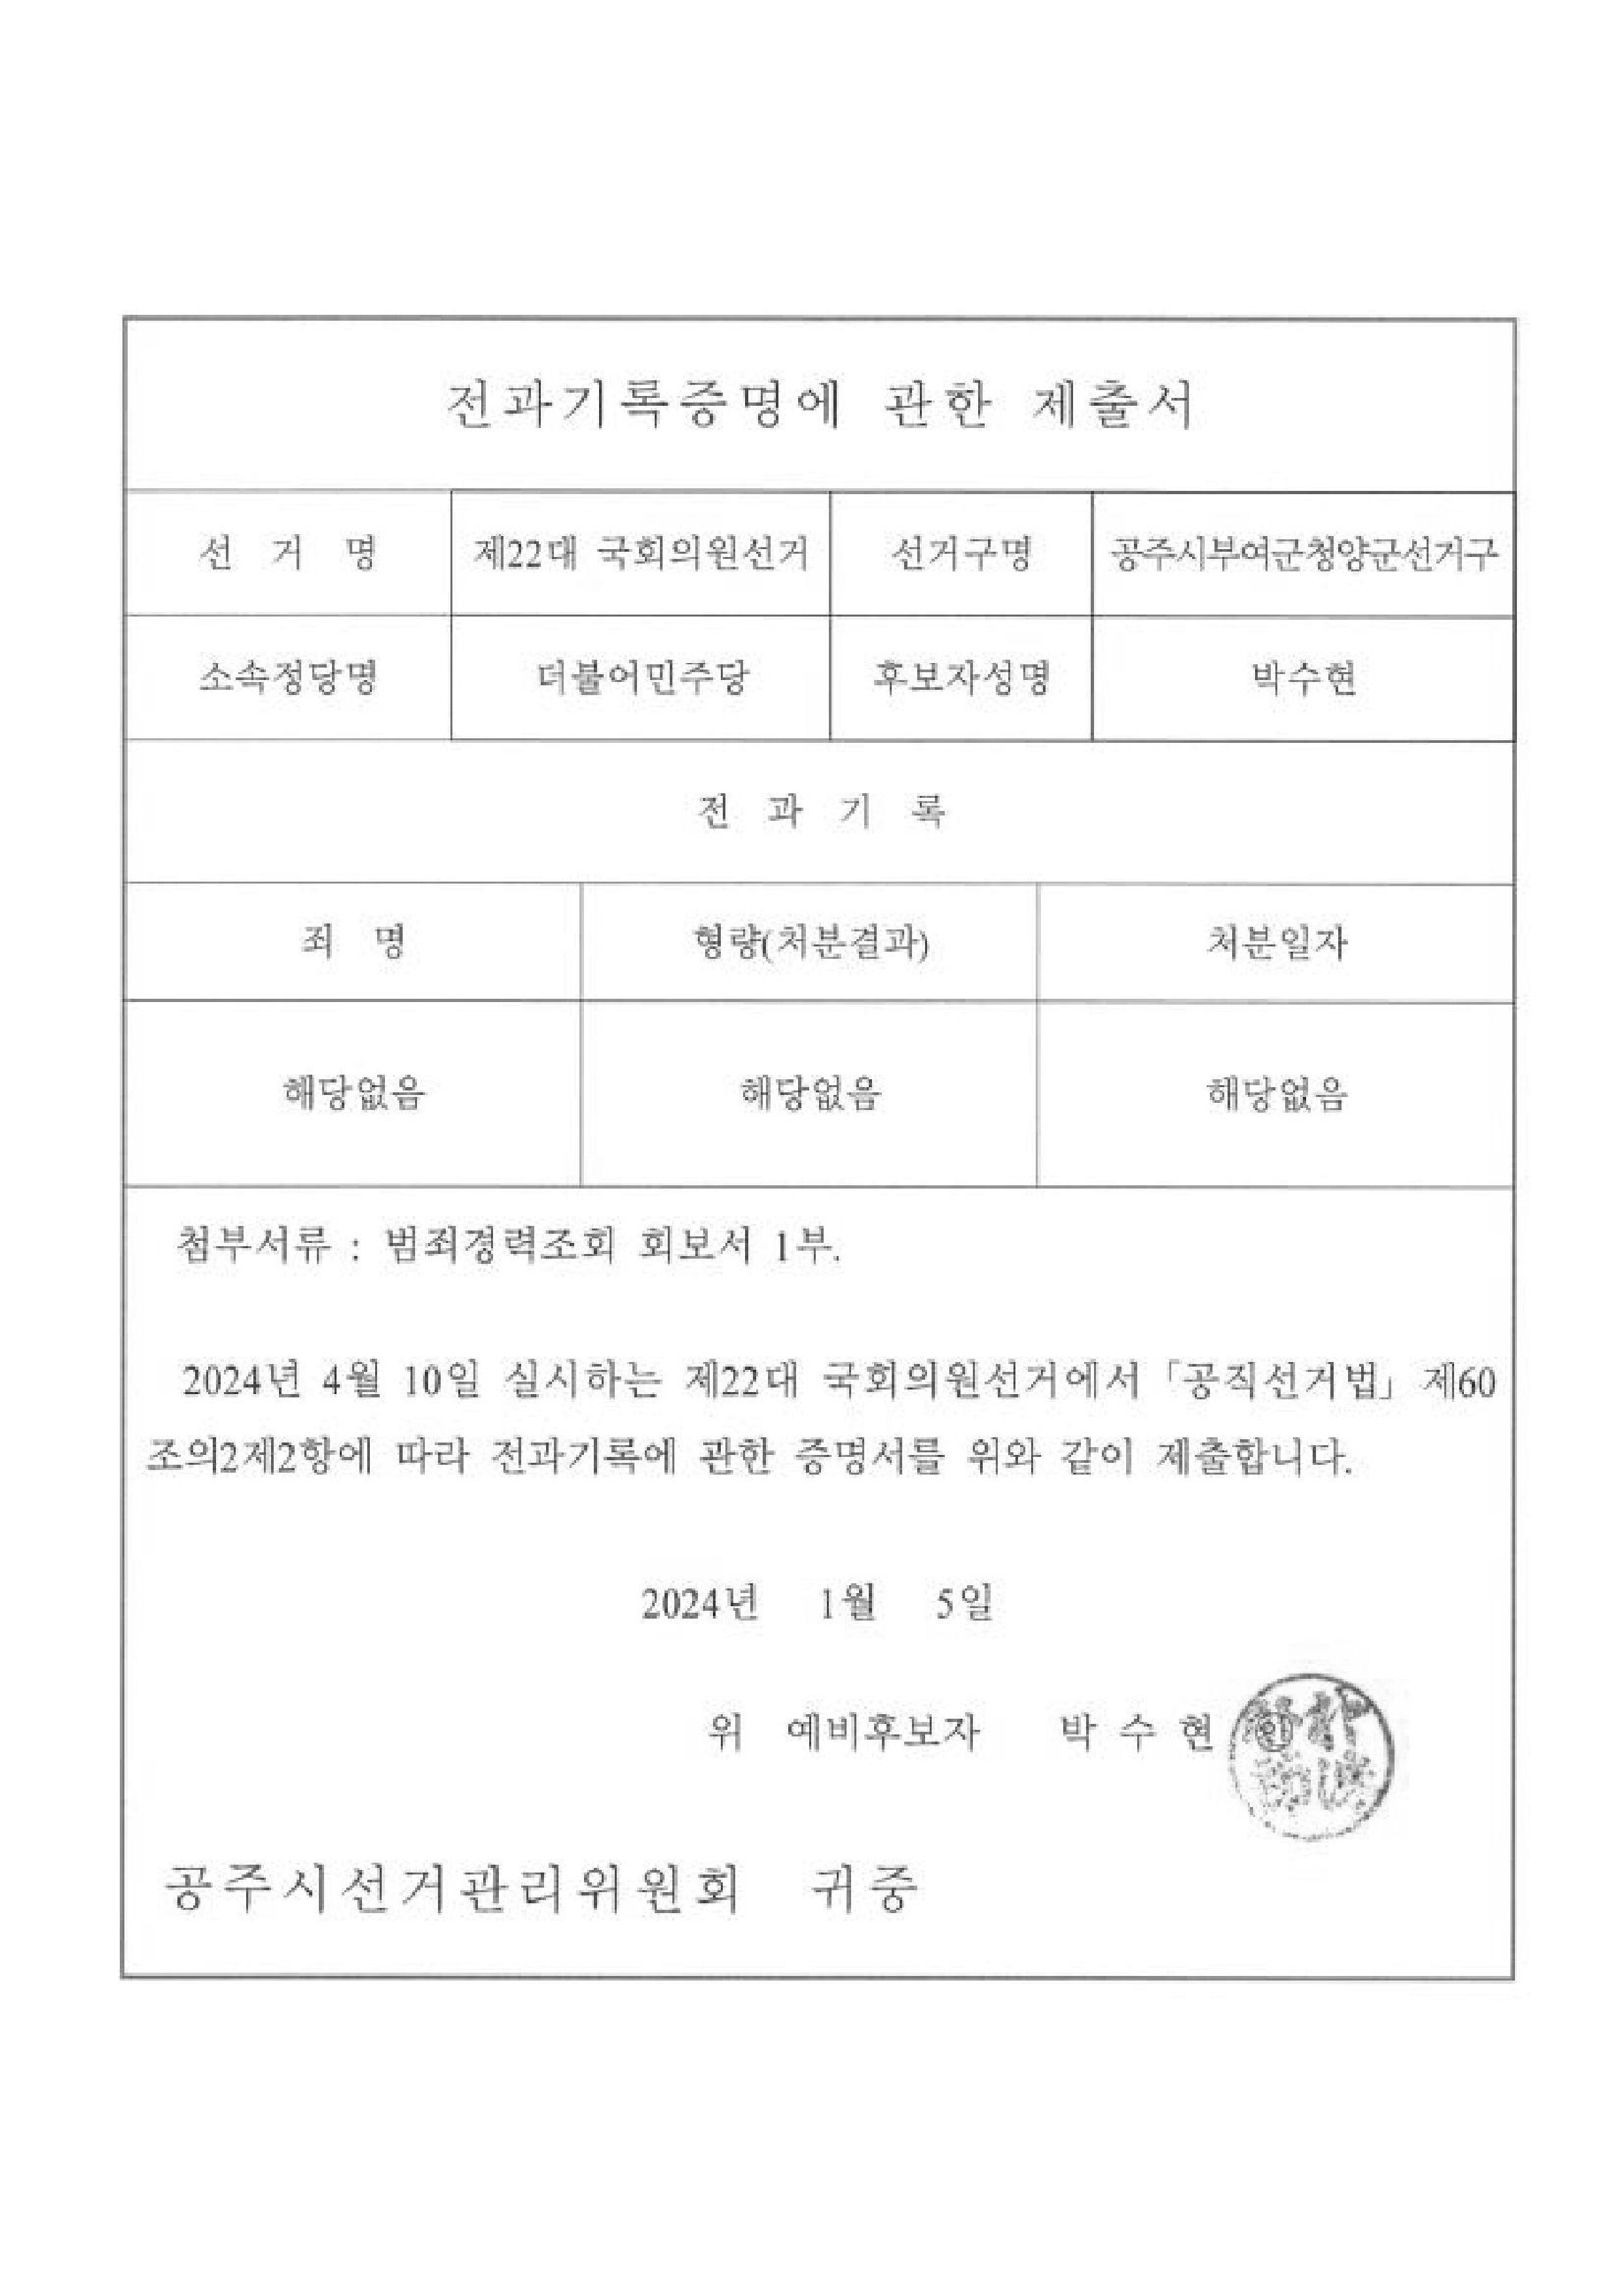 전과기록증명에 관한 제출서
선 거 명 제22대 국회의원선거 선거구명 공주시부여군청양군선거구
소속정당명 더불어민주당 후보자성명 박수현
전 과 기 록
죄 명 형량(처분결과) 처분일자
해당없음 해당없음 해당없음
첨부서류 : 범죄경력조회 회보서 1부.
2024년 4월 10일 실시하는 제22대 국회의원선거에서 「공직선거법」 제60
조의2제2항에 따라 전과기록에 관한 증명서를 위와 같이 제출합니다.
2024년 1월 5일
위 예비후보자 박 수 현 ㊞
공주시선거관리위원회 귀중